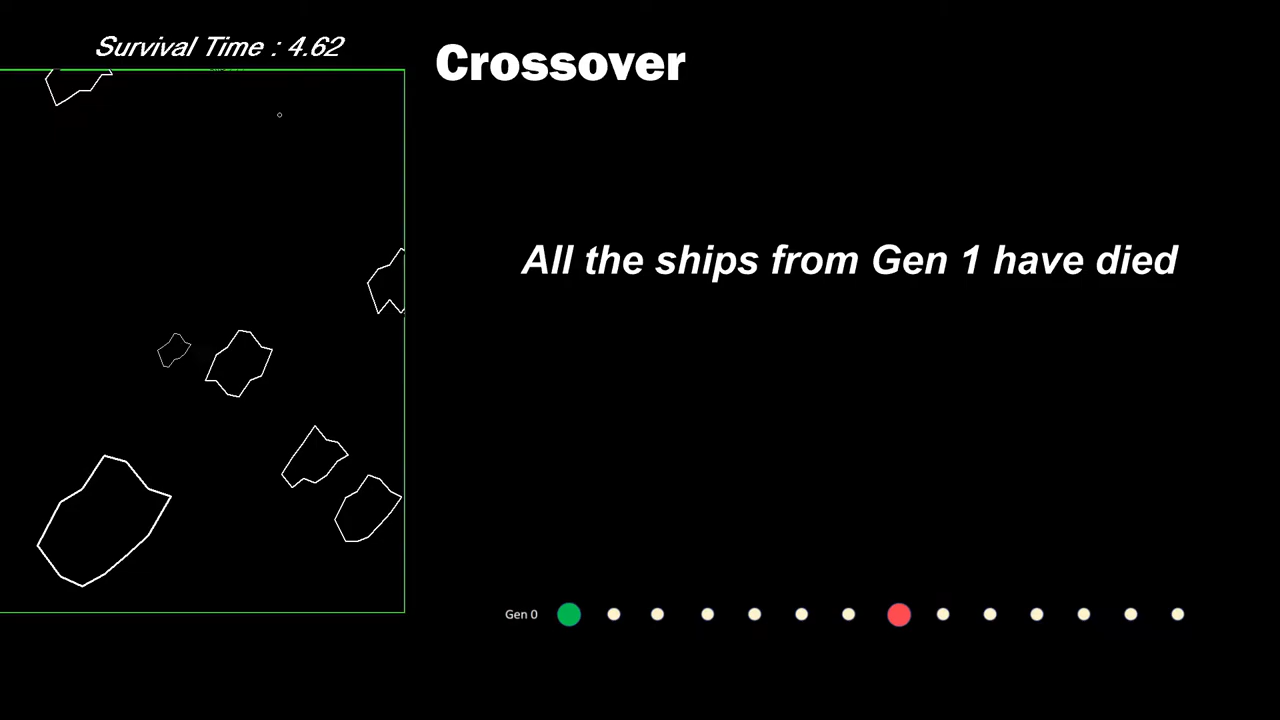 Survival Time : 4.62
Crossover
All the ships from Gen 1 have died
Gen 0